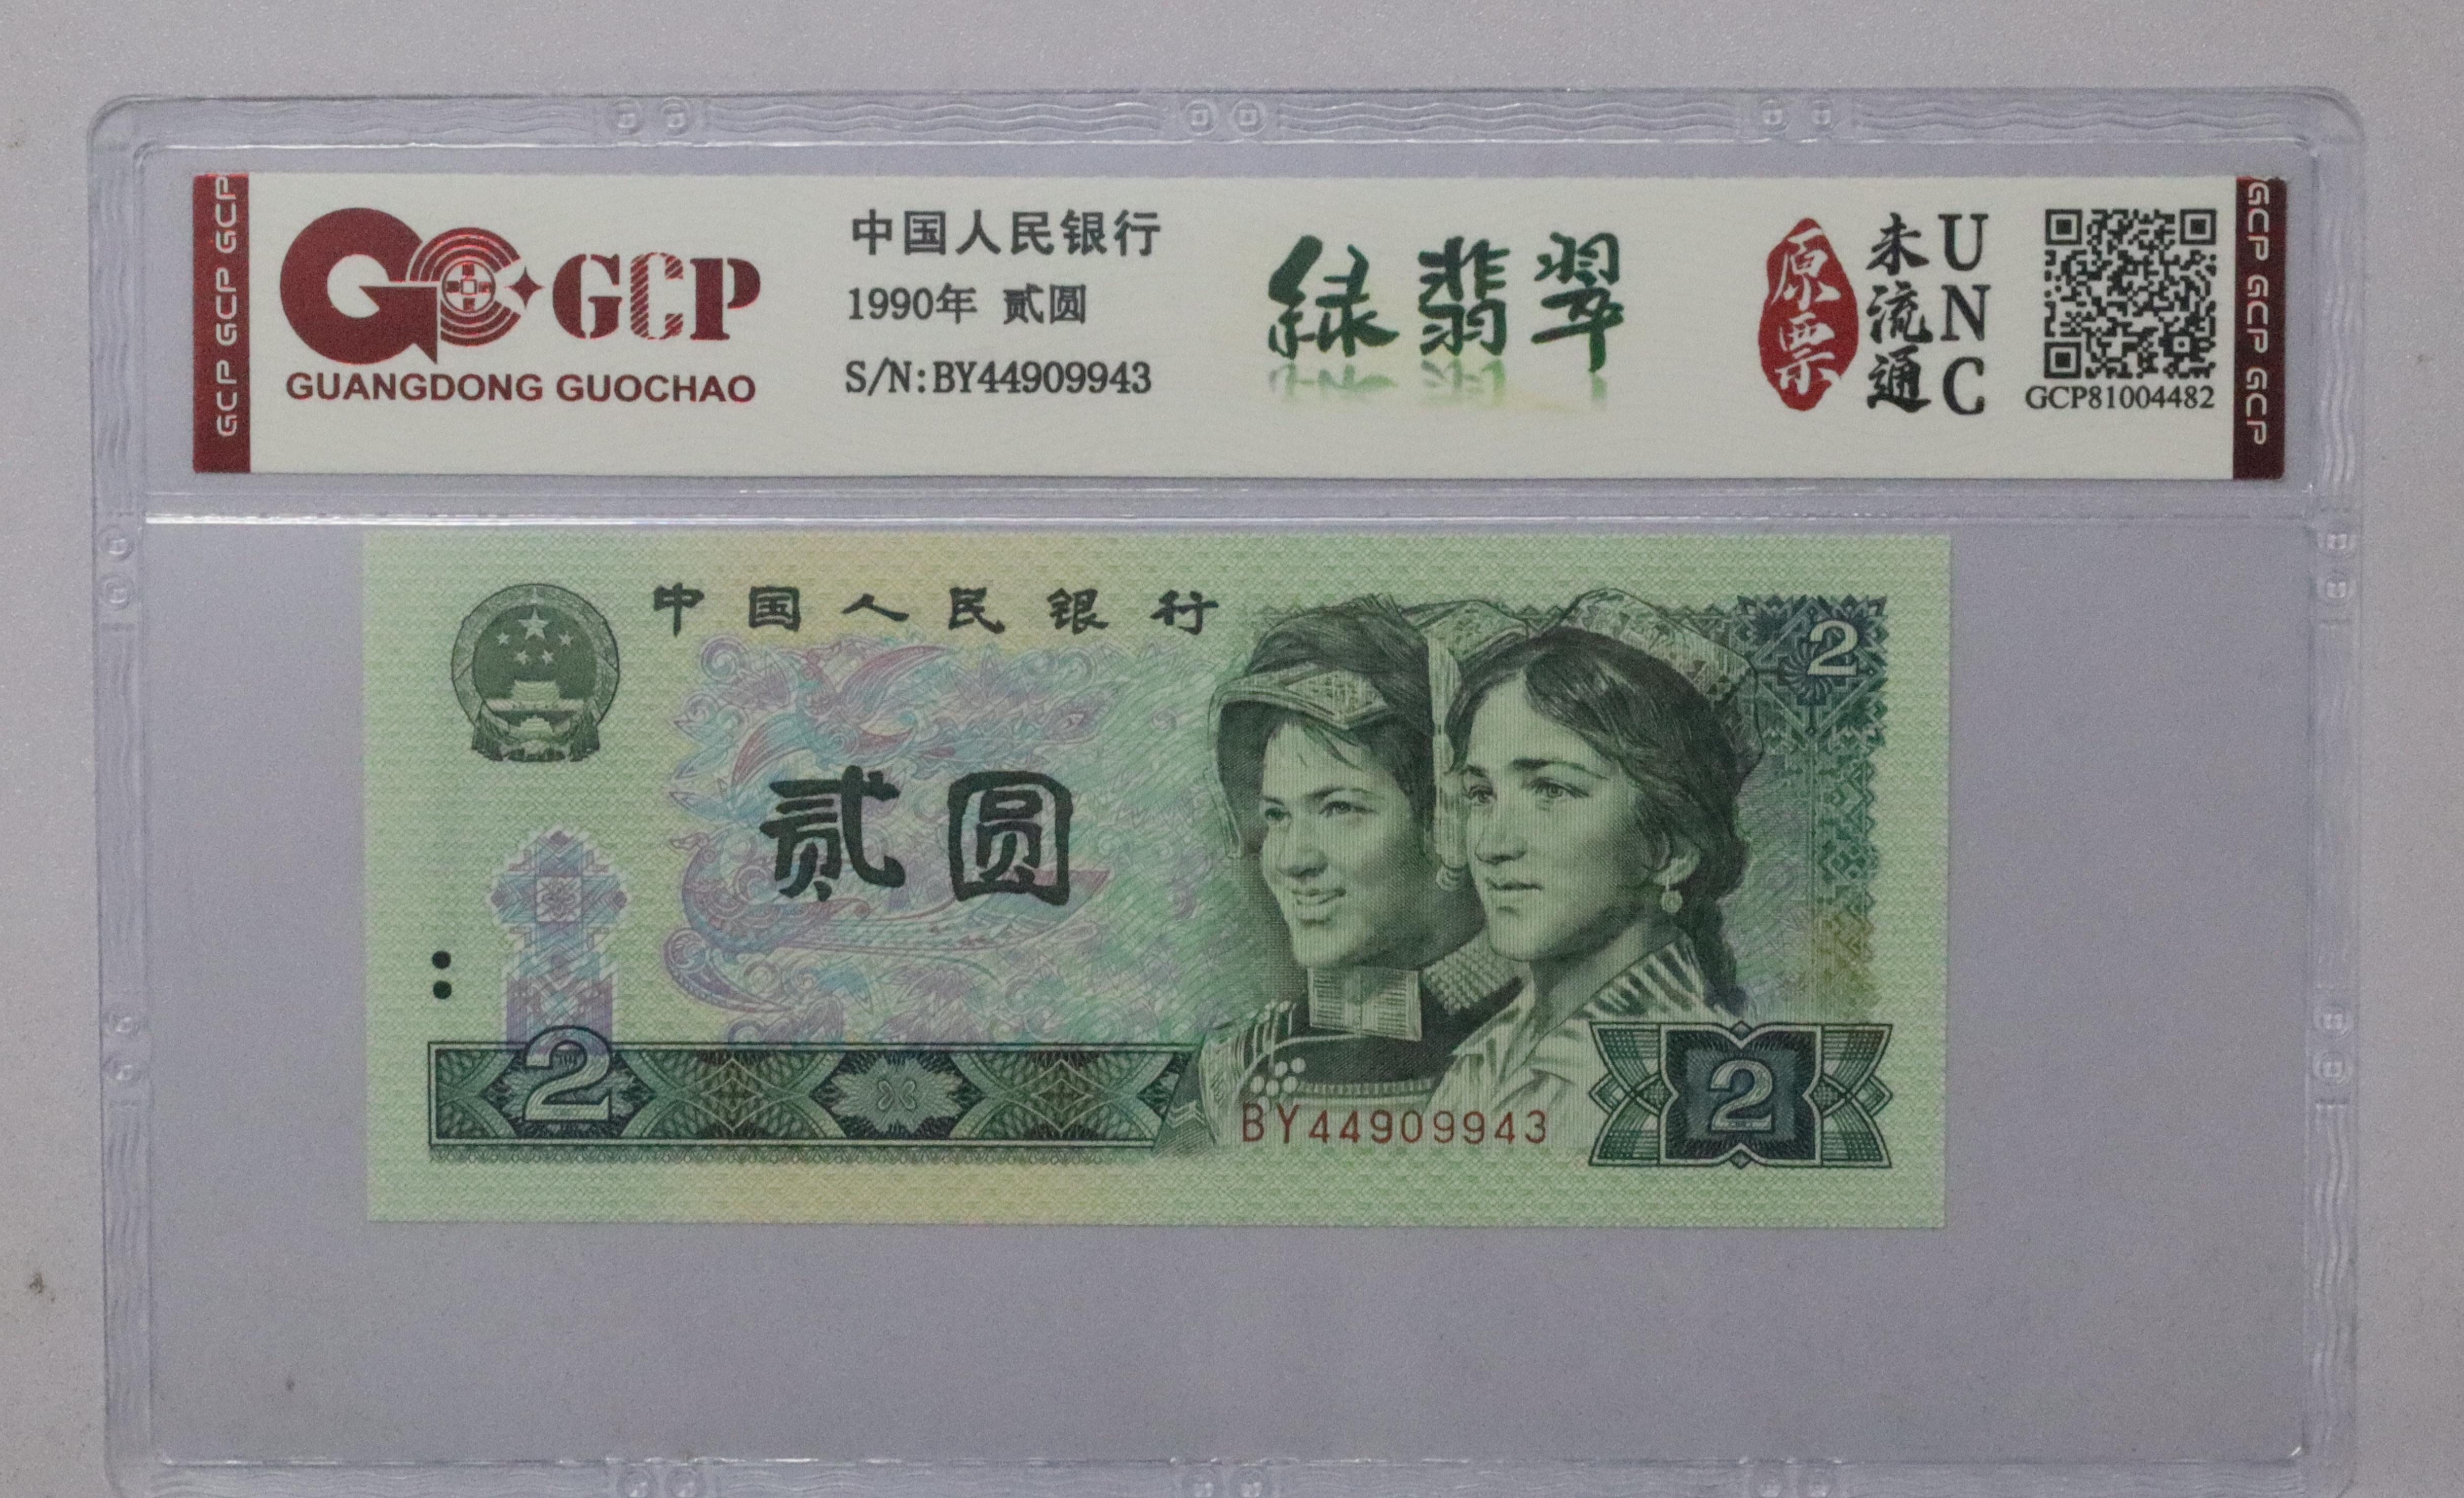 GCP GCP GCP
GCP
GUANGDONG GUOCHAO
中国人民银行
1990年 贰圆
S/N:BY44909943
绿翡翠
原票
未流通
UNC
GCP81004482
GCP GCP GCP
中国人民银行
2
贰圆
2
BY44909943
2